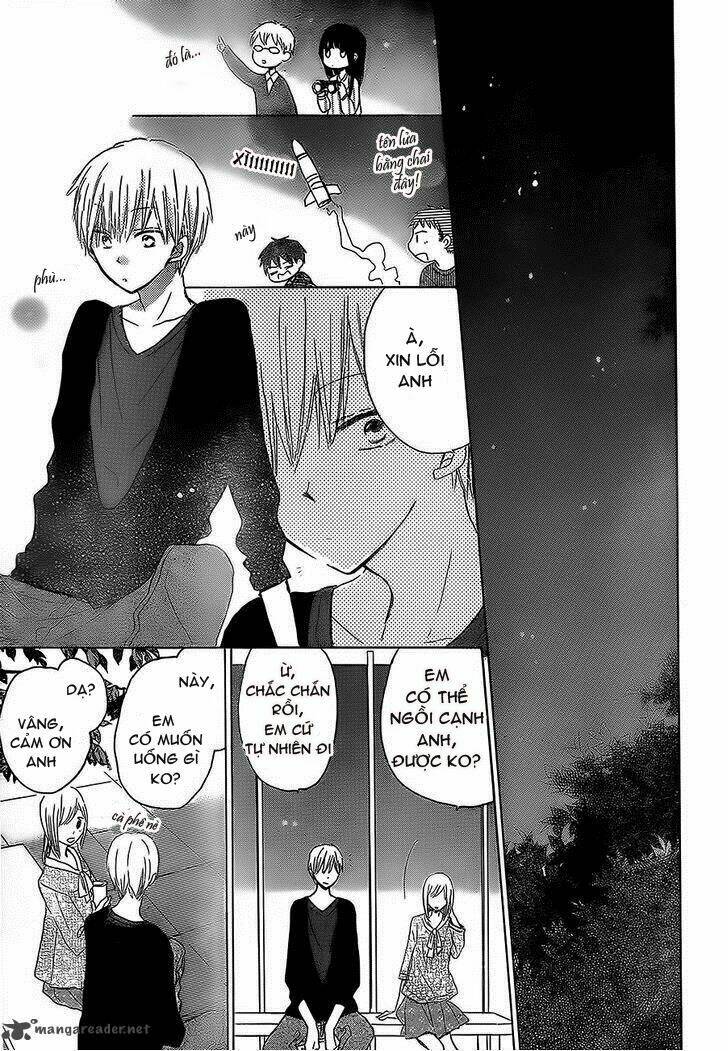 đó là...
tên lửa
bằng chai
đây!
XÌIIIIIIIIII
này
phù...
À,
XIN LỖI
ANH
EM
CÓ THỂ
NGỒI CẠNH
ANH,
ĐƯỢC KO?
Ừ,
CHẮC CHẮN
RỒI,
EM CỨ
TỰ NHIÊN ĐI
NÀY,
EM
CÓ MUỐN
UỐNG GÌ
KO?
DẠ?
VÂNG,
CẢM ƠN
ANH
cà phê nè
mangareader.net